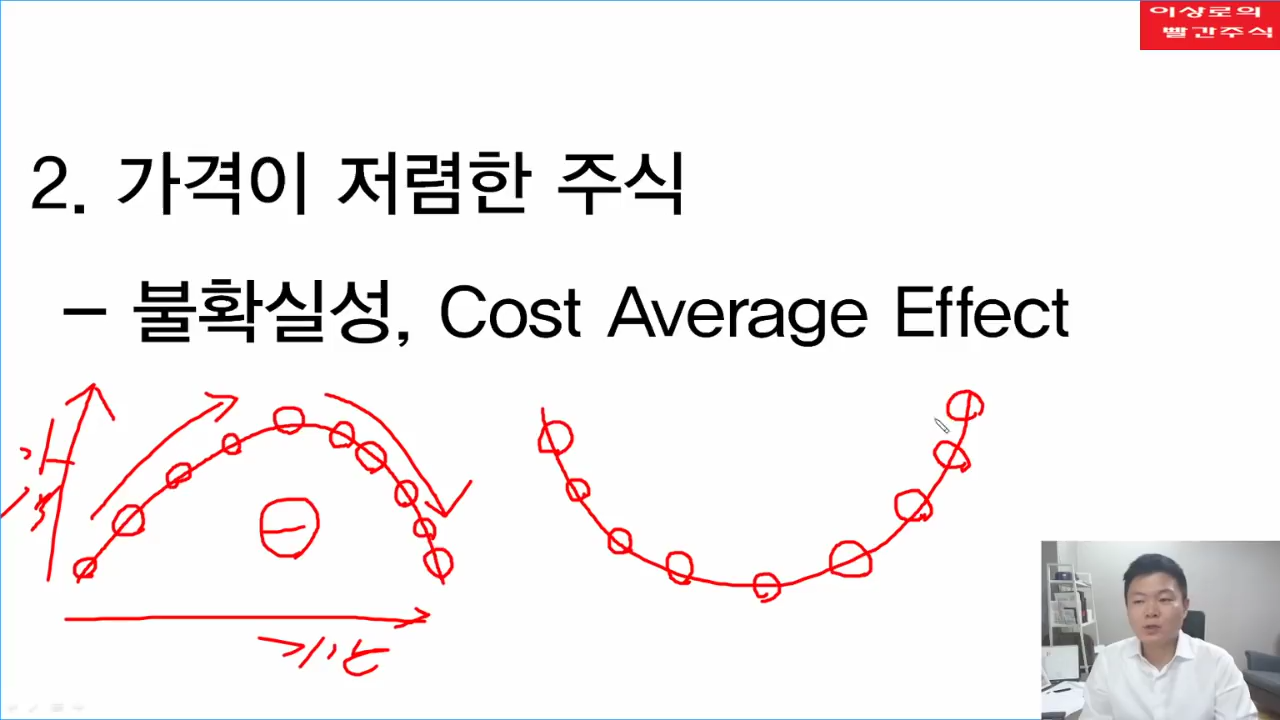 이상로의
빨간주식
2. 가격이 저렴한 주식
– 불확실성, Cost Average Effect